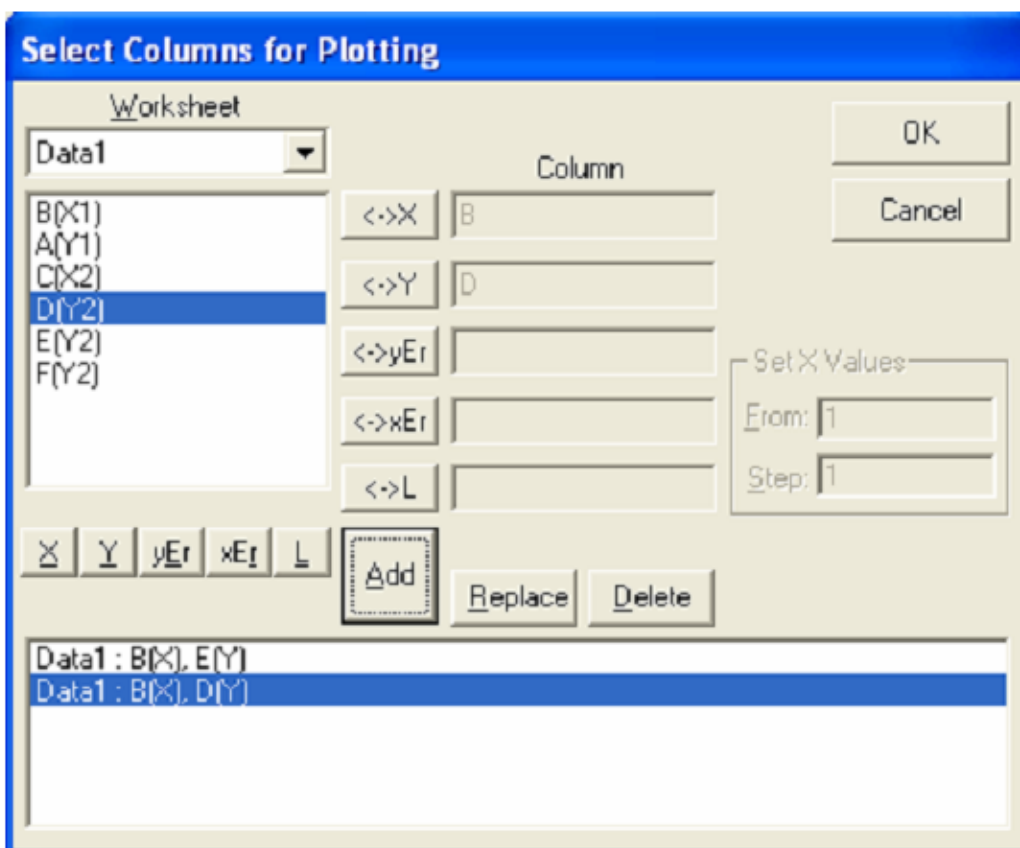 Select Columns for Plotting
Worksheet
Data1
Column
OK
Cancel
B(X1)
A(Y1)
C(X2)
D(Y2)
E(Y2)
F(Y2)
<->X
B
<->Y
D
<->yEr
<->xEr
<->L
Set X Values
From: 1
Step: 1
X Y yEr xEr L
Add
Replace
Delete
Data1 : B(X), E(Y)
Data1 : B(X), D(Y)